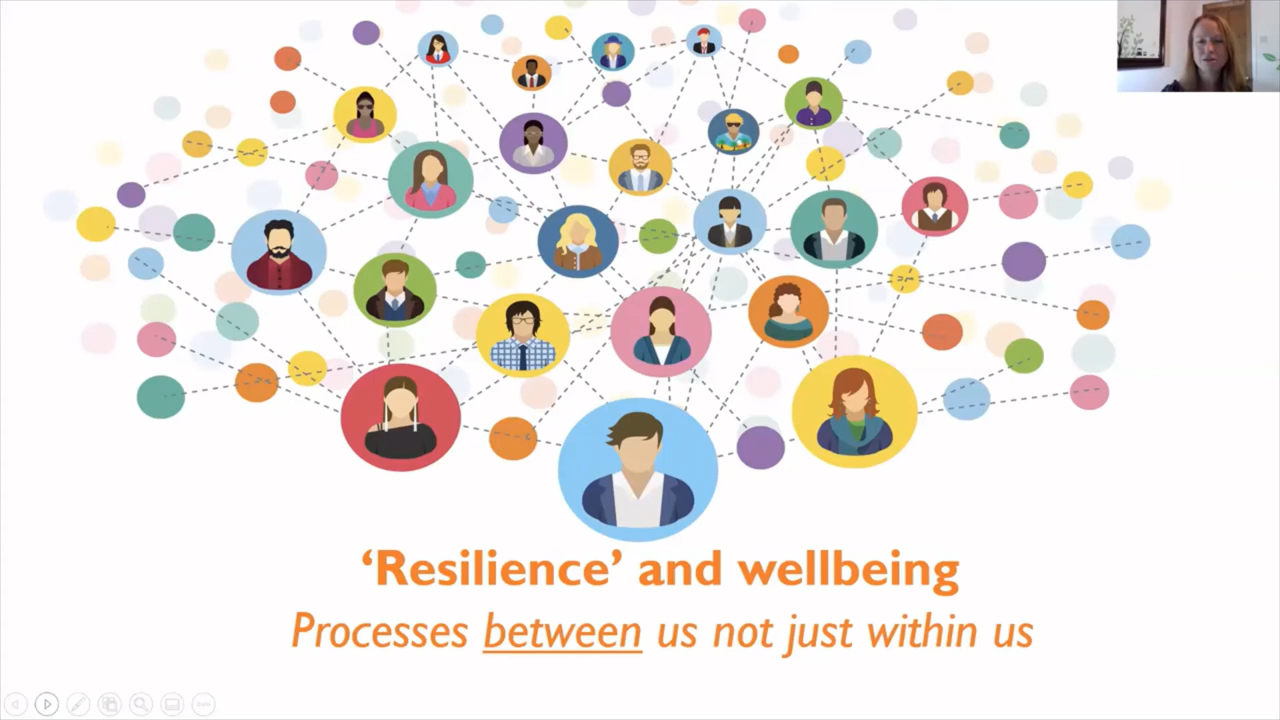 ‘Resilience’ and wellbeing
Processes between us not just within us